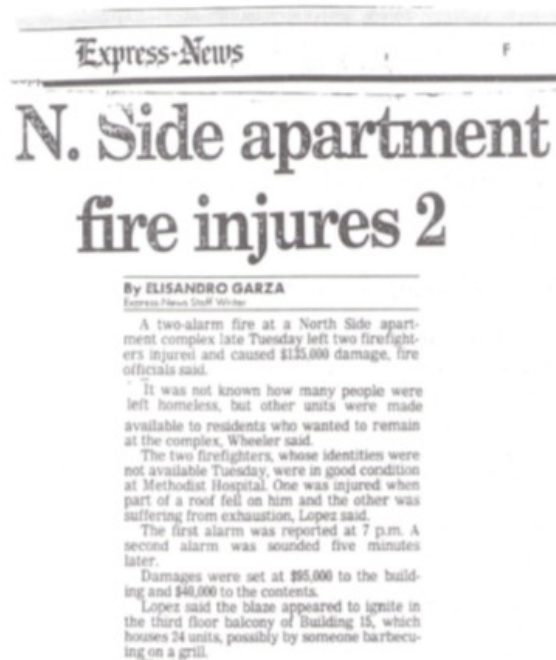 Express-News
F
N. Side apartment
fire injures 2
By ELISANDRO GARZA
Express-News Staff Writer
A two-alarm fire at a North Side apart-
ment complex late Tuesday left two firefight-
ers injured and caused $135,000 damage, fire
officials said.
It was not known how many people were
left homeless, but other units were made
available to residents who wanted to remain
at the complex, Wheeler said.
The two firefighters, whose identities were
not available Tuesday, were in good condition
at Methodist Hospital. One was injured when
part of a roof fell on him and the other was
suffering from exhaustion, Lopez said.
The first alarm was reported at 7 p.m. A
second alarm was sounded five minutes
later.
Damages were set at $95,000 to the build-
ing and $40,000 to the contents.
Lopez said the blaze appeared to ignite in
the third floor balcony of Building 15, which
houses 24 units, possibly by someone barbecu-
ing on a grill.